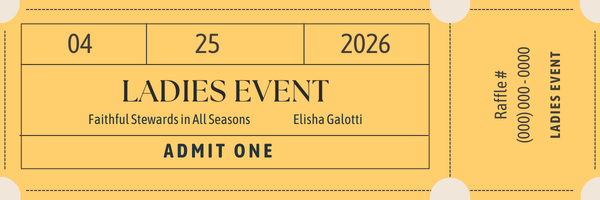 04 25 2026
LADIES EVENT
Faithful Stewards in All Seasons Elisha Galotti
ADMIT ONE
Raffle #
(000) 000 - 0000
LADIES EVENT